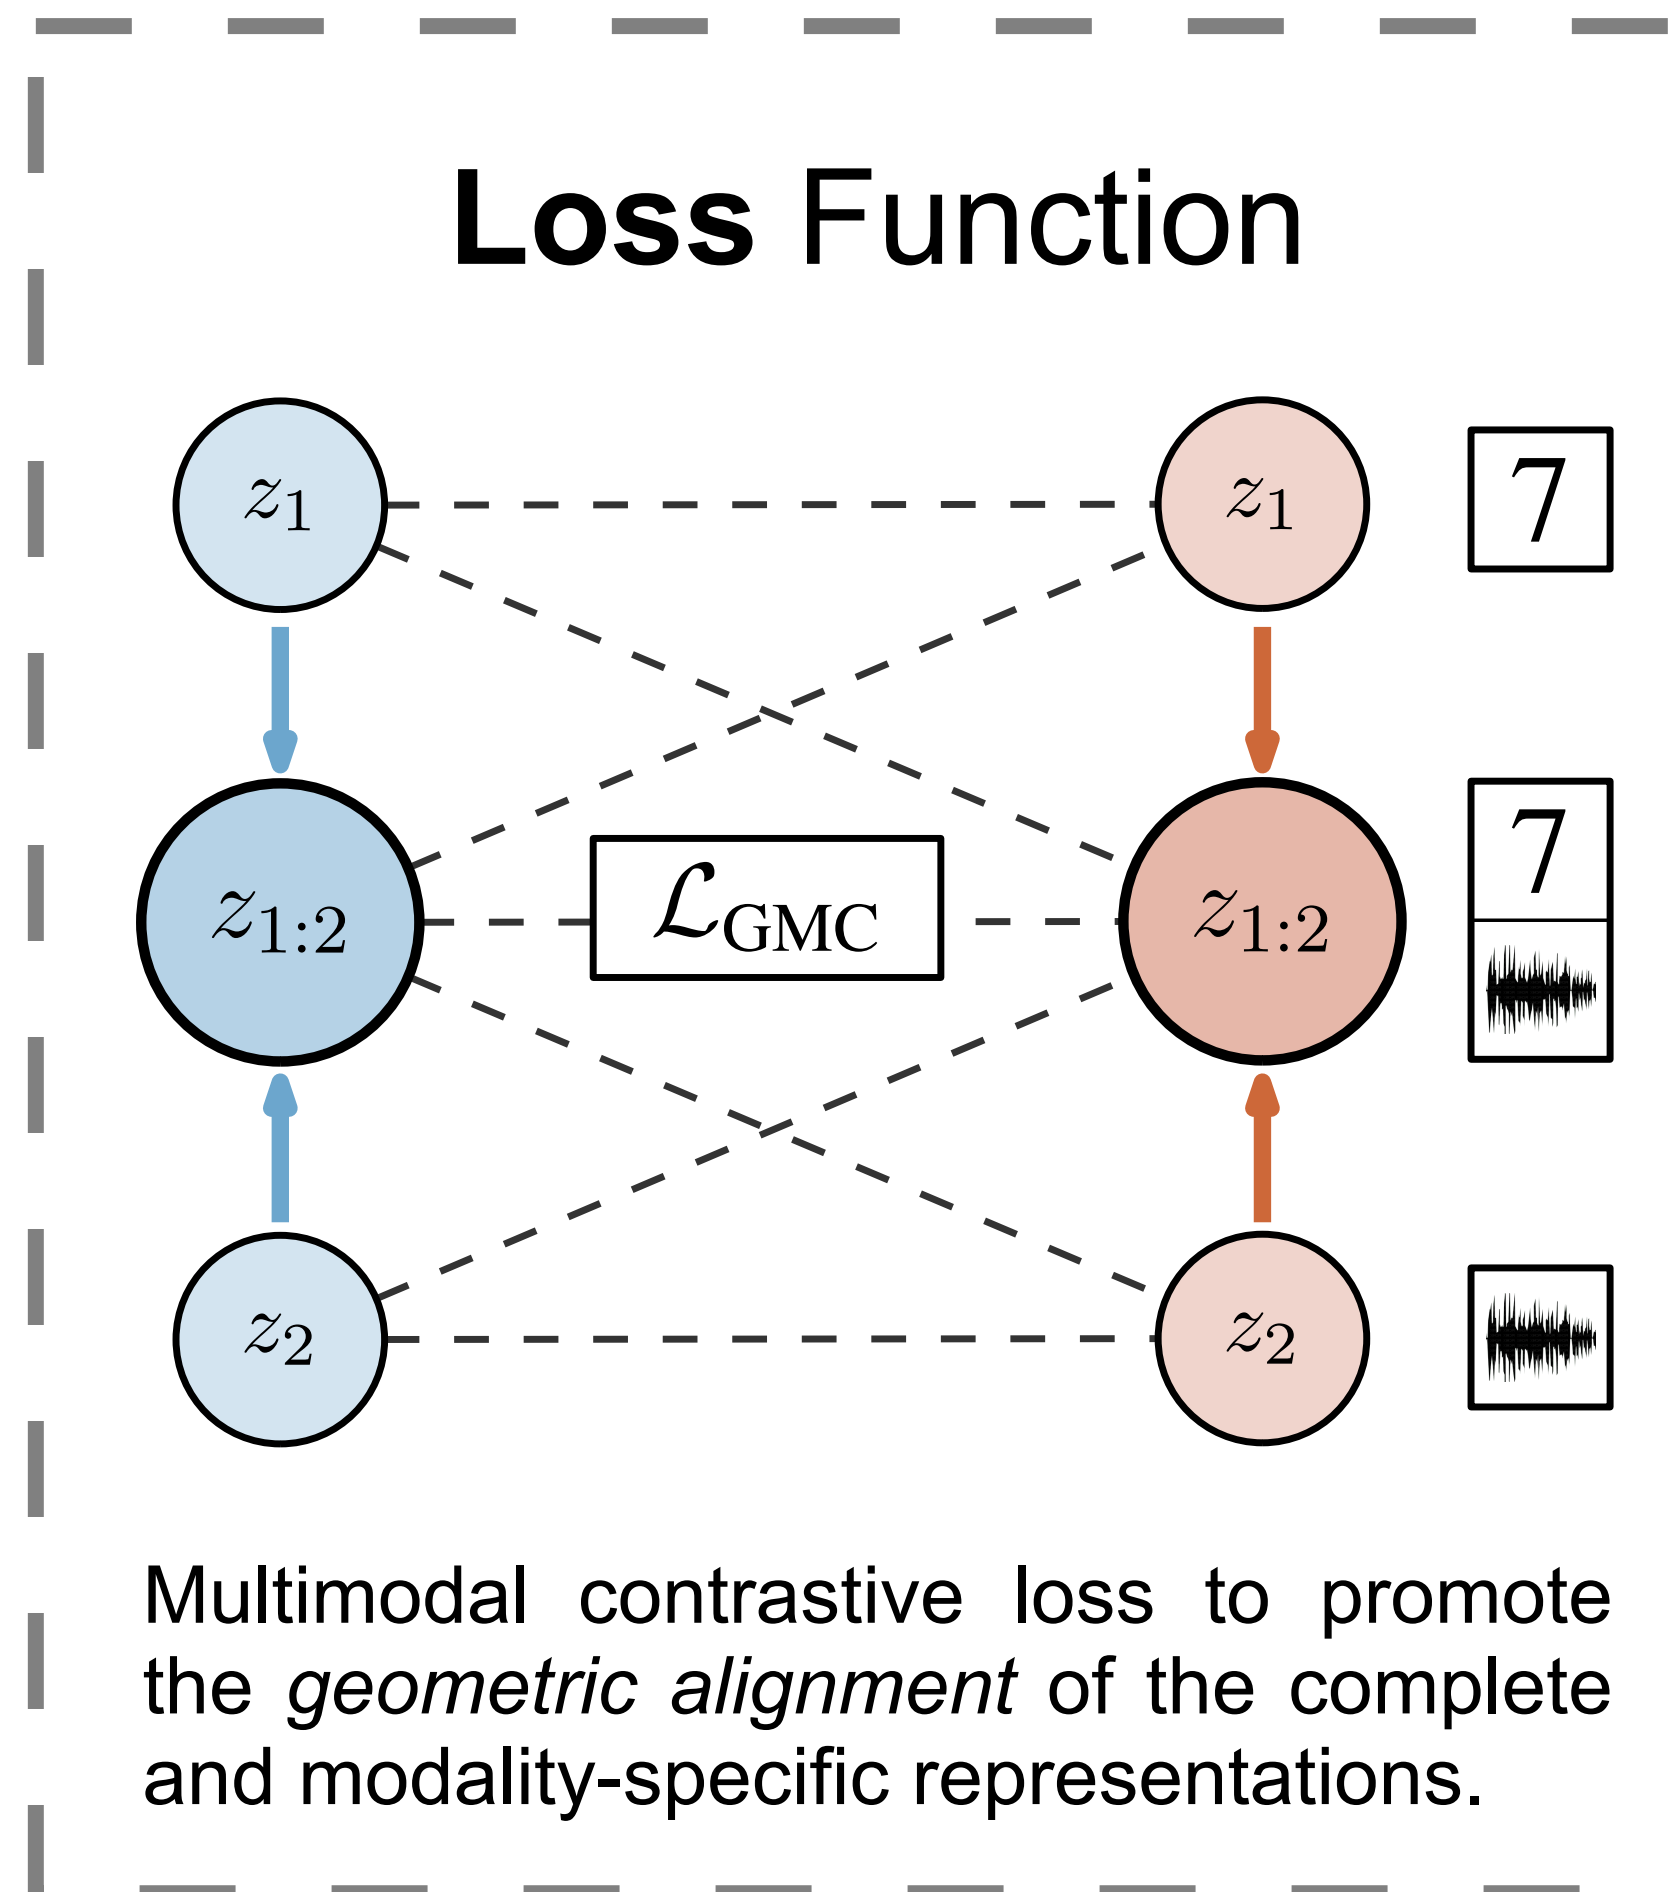 Loss Function
z₁ z₁ 7
7
z₁:₂ ℒGMC z₁:₂
z₂ z₂
Multimodal contrastive loss to promote
the geometric alignment of the complete
and modality-specific representations.